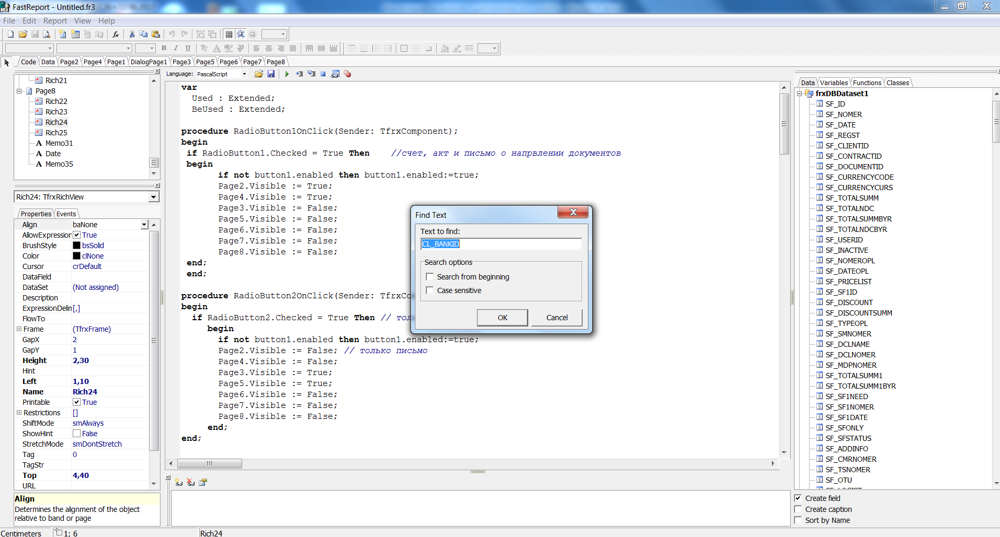 FastReport - Untitled.fr3
File Edit Report View Help
Code Data Page2 Page4 Page1 DialogPage1 Page3 Page5 Page6 Page7 Page8
Rich21
Page8
Rich22
Rich23
Rich24
Rich25
Memo31
Date
Memo35
Rich24: TfrxRichView
Properties Events
Align baNone
AllowExpression True
BrushStyle bsSolid
Color clNone
Cursor crDefault
DataField
DataSet (Not assigned)
Description
ExpressionDelin [,]
FlowTo
Frame (TfrxFrame)
GapX 2
GapY 1
Height 2,30
Hint
Left 1,10
Name Rich24
Printable True
Restrictions []
ShiftMode smAlways
ShowHint False
StretchMode smDontStretch
Tag 0
TagStr
Top 4,40
URL
Align
Determines the alignment of the object
relative to band or page
Language: PascalScript
var
Used : Extended;
BeUsed : Extended;
procedure RadioButton1OnClick(Sender: TfrxComponent);
begin
if RadioButton1.Checked = True Then //счет, акт и письмо о напрвлении документов
begin
if not button1.enabled then button1.enabled:=true;
Page2.Visible := True;
Page4.Visible := True;
Page3.Visible := False;
Page5.Visible := False;
Page6.Visible := False;
Page7.Visible := False;
Page8.Visible := False;
end;
end;
procedure RadioButton2OnClick(Sender: TfrxCo
begin
if RadioButton2.Checked = True Then // тол
begin
if not button1.enabled then button1.enabled:=true;
Page2.Visible := False; // только письмо
Page4.Visible := False;
Page3.Visible := True;
Page5.Visible := True;
Page6.Visible := False;
Page7.Visible := False;
Page8.Visible := False;
end;
end;
Find Text
Text to find:
CL_BANKID
Search options
Search from beginning
Case sensitive
OK Cancel
Data Variables Functions Classes
frxDBDataset1
SF_ID
SF_NOMER
SF_DATE
SF_REGST
SF_CLIENTID
SF_CONTRACTID
SF_DOCUMENTID
SF_CURRENCYCODE
SF_CURRENCYCURS
SF_TOTALSUMM
SF_TOTALNDC
SF_TOTALSUMMBYR
SF_TOTALNDCBYR
SF_USERID
SF_INACTIVE
SF_NOMEROPL
SF_DATEOPL
SF_PRICELIST
SF_SF1ID
SF_DISCOUNT
SF_DISCOUNTSUMM
SF_TYPEOPL
SF_SMNOMER
SF_DCLNAME
SF_DCLNOMER
SF_MDPNOMER
SF_TOTALSUMM1
SF_TOTALSUMM1BYR
SF_SF1NEED
SF_SF1NOMER
SF_SF1DATE
SF_SFONLY
SF_SFSTATUS
SF_ADDINFO
SF_CMRNOMER
SF_TSNOMER
SF_OTU
Create field
Create caption
Sort by Name
Centimeters 1; 6 Rich24